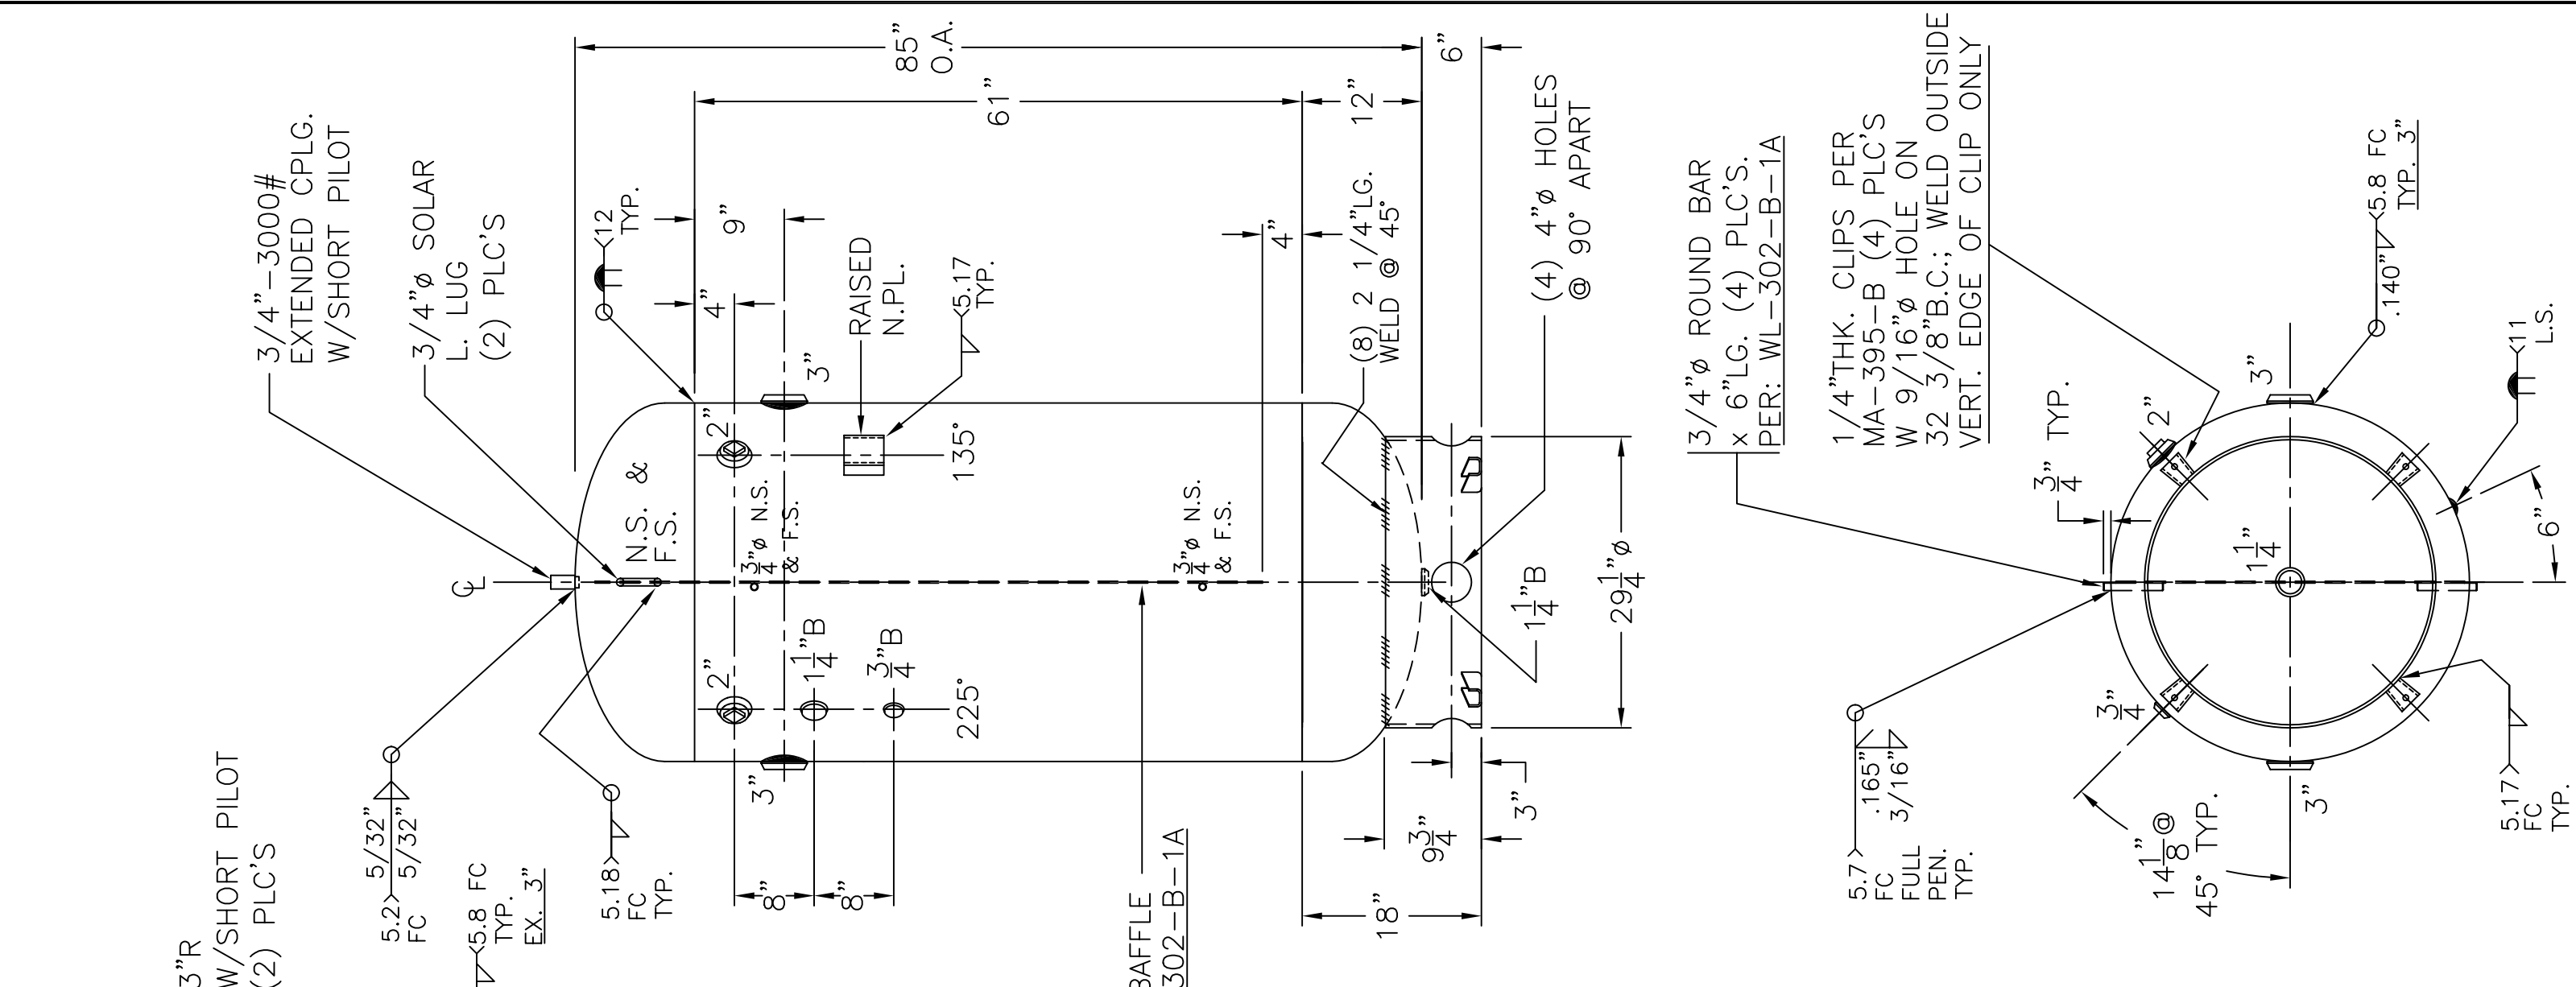 3/4"-3000#
EXTENDED CPLG.
W/SHORT PILOT
3/4"ø SOLAR
L. LUG
(2) PLC'S
12
TYP.
85"
O.A.
61"
12"
6"
9"
4"
4"
RAISED
N.PL.
5.17
TYP.
(8) 2 1/4"LG.
WELD @ 45°
(4) 4"ø HOLES
@ 90° APART
℄
N.S. &
F.S.
2"
3"
135°
3/4"ø N.S.
& F.S.
3/4"ø N.S.
& F.S.
2"
3"
1 1/4"B
3/4"B
225°
1 1/4"B
29 1/4"ø
3"R
W/SHORT PILOT
(2) PLC'S
5.2
FC
5/32"
5/32"
5.8 FC
TYP.
EX. 3"
5.18
FC
TYP.
8"
8"
BAFFLE
302-B-1A
9 3/4"
3"
18"
3/4"ø ROUND BAR
x 6"LG. (4) PLC'S.
PER: WL-302-B-1A
1/4"THK. CLIPS PER
MA-395-B (4) PLC'S
W 9/16"ø HOLE ON
32 3/8"B.C.; WELD OUTSIDE
VERT. EDGE OF CLIP ONLY
3/4" TYP.
5.8 FC
TYP. 3"
.140"
11
L.S.
3"
2"
1 1/4"
6"
3/4"
3"
14 1/8" @
45° TYP.
5.7
FC
FULL
PEN.
TYP.
.165"
3/16"
5.17
FC
TYP.